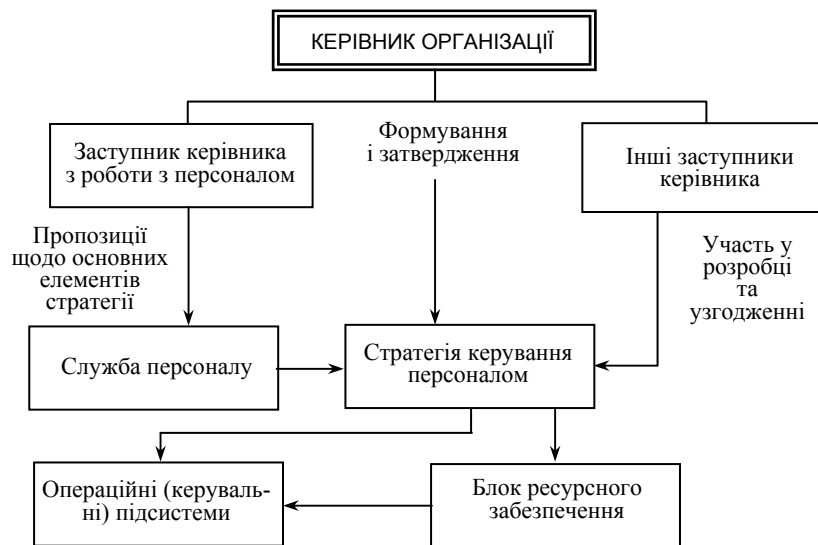 КЕРІВНИК ОРГАНІЗАЦІЇ
Заступник керівника
з роботи з персоналом
Формування
і затвердження
Інші заступники
керівника
Пропозиції
щодо основних
елементів
стратегії
Участь у
розробці
та
узгодженні
Служба персоналу
Стратегія керування
персоналом
Операційні (керуваль-
ні) підсистеми
Блок ресурсного
забезпечення